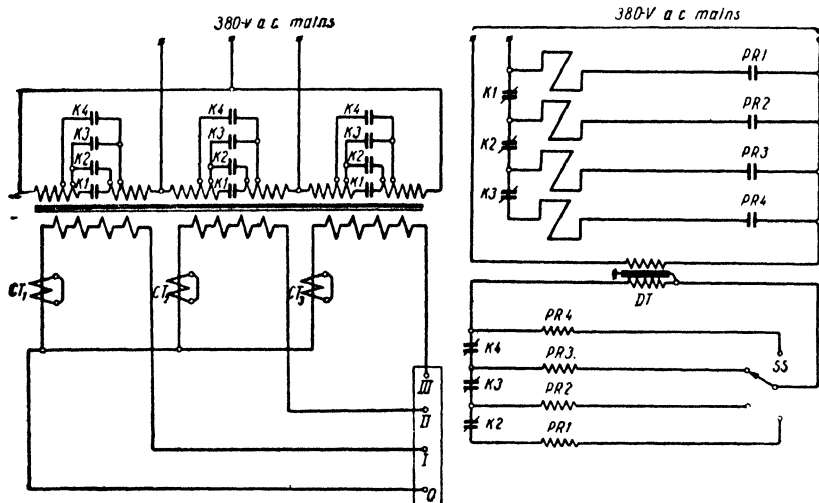 380-v a c. mains
K4
K4
K4
K3
K3
K3
K2
K2
K2
K1
K1
K1
CT1
CT2
CT3
III
II
I
0
380-V a.c mains
PR1
K1
PR2
K2
PR3
K3
PR4
DT
PR4
K4
PR3.
SS
K3
PR2
K2
PR1